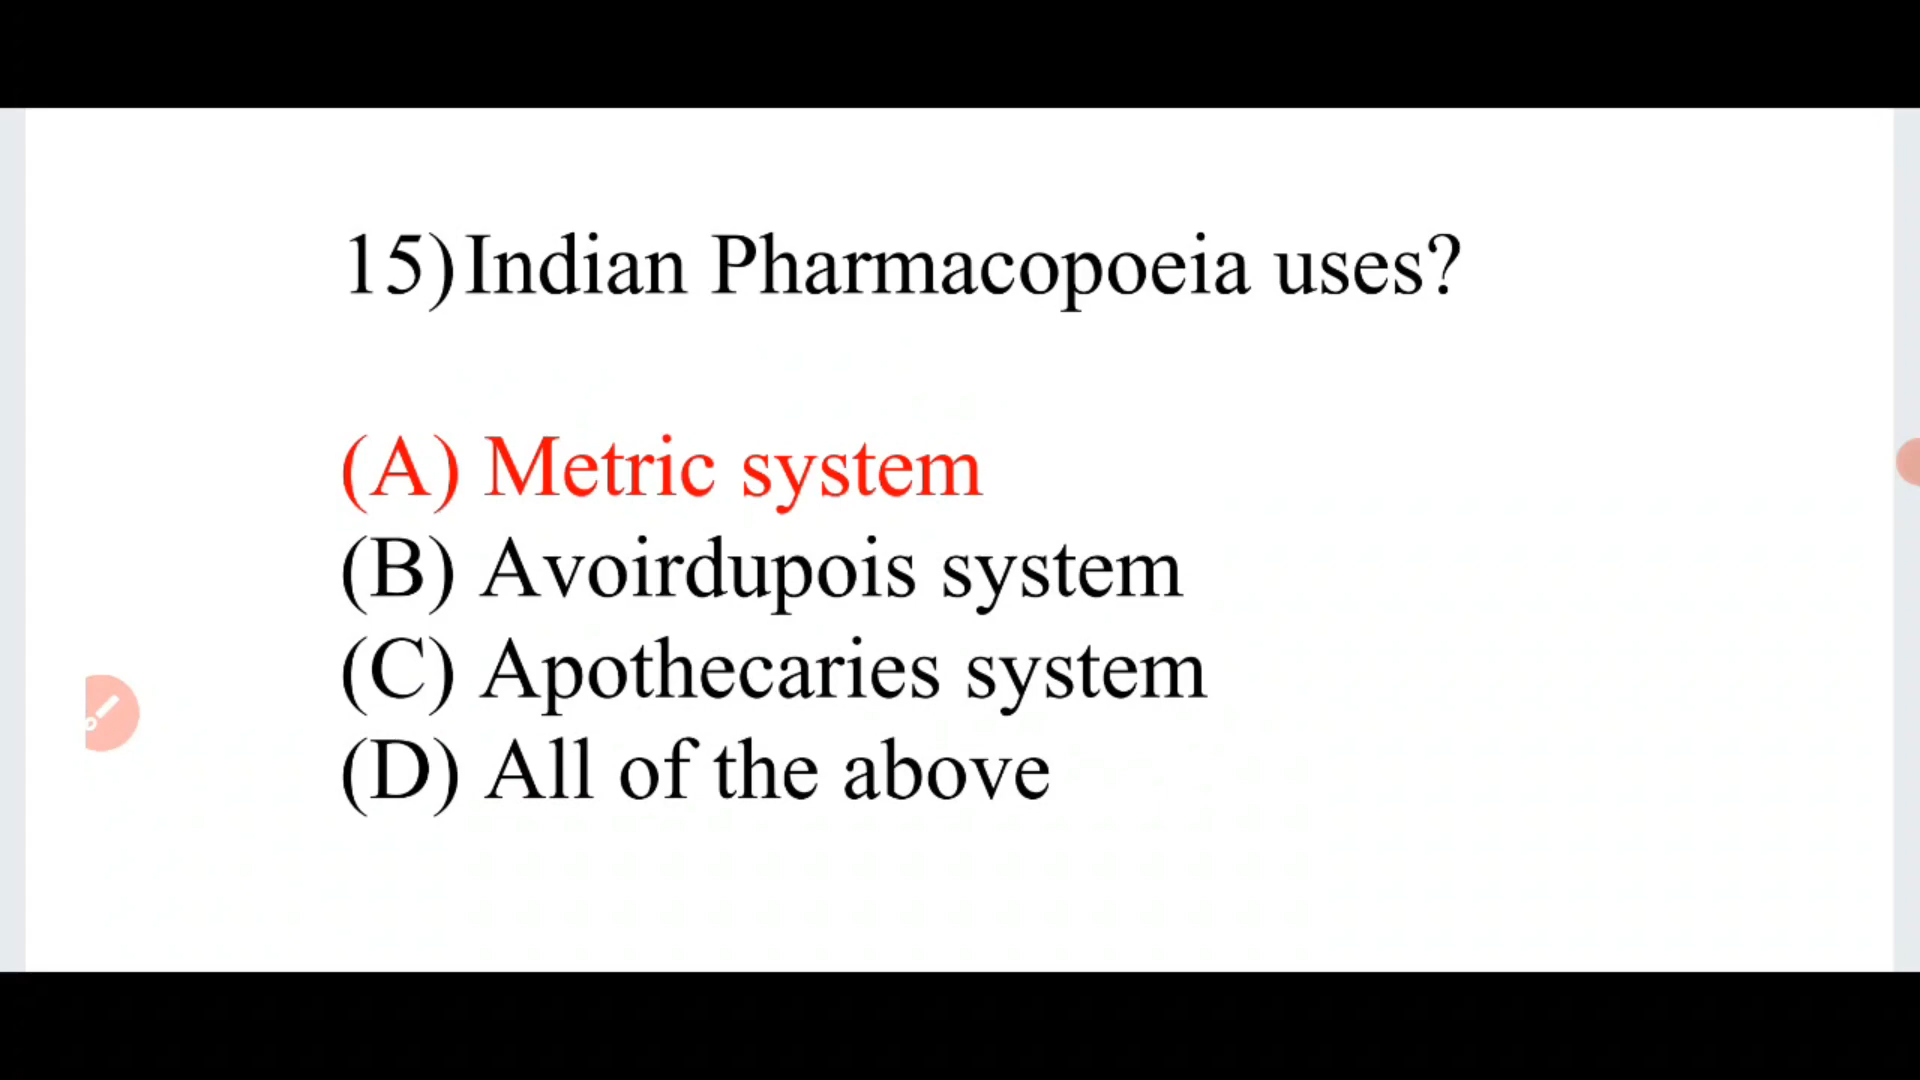 15) Indian Pharmacopoeia uses?
(A) Metric system
(B) Avoirdupois system
(C) Apothecaries system
(D) All of the above